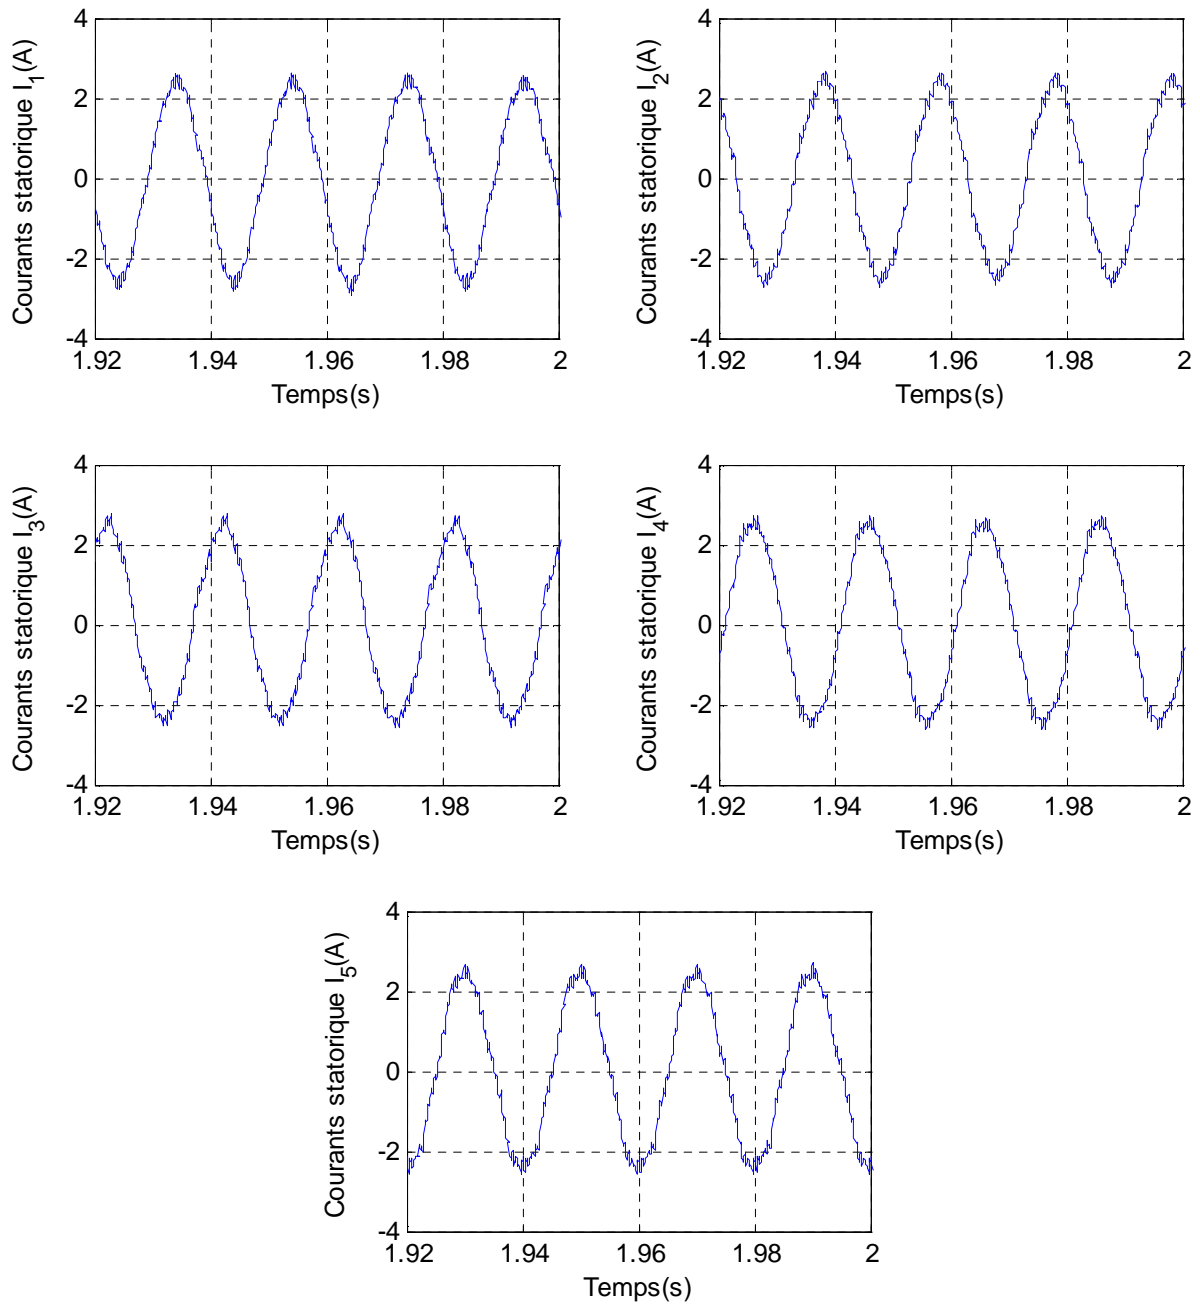 Courants statorique I1(A)
4
2
0
-2
-4
1.92 1.94 1.96 1.98 2
Temps(s)
Courants statorique I2(A)
4
2
0
-2
-4
1.92 1.94 1.96 1.98 2
Temps(s)
Courants statorique I3(A)
4
2
0
-2
-4
1.92 1.94 1.96 1.98 2
Temps(s)
Courants statorique I4(A)
4
2
0
-2
-4
1.92 1.94 1.96 1.98 2
Temps(s)
Courants statorique I5(A)
4
2
0
-2
-4
1.92 1.94 1.96 1.98 2
Temps(s)